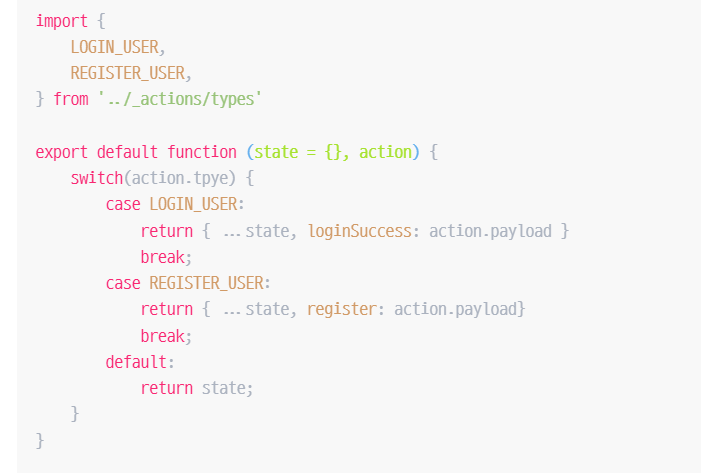 import {
    LOGIN_USER,
    REGISTER_USER,
} from '../_actions/types'

export default function (state = {}, action) {
    switch(action.tpye) {
        case LOGIN_USER:
            return { ...state, loginSuccess: action.payload }
            break;
        case REGISTER_USER:
            return { ...state, register: action.payload}
            break;
        default:
            return state;
    }
}